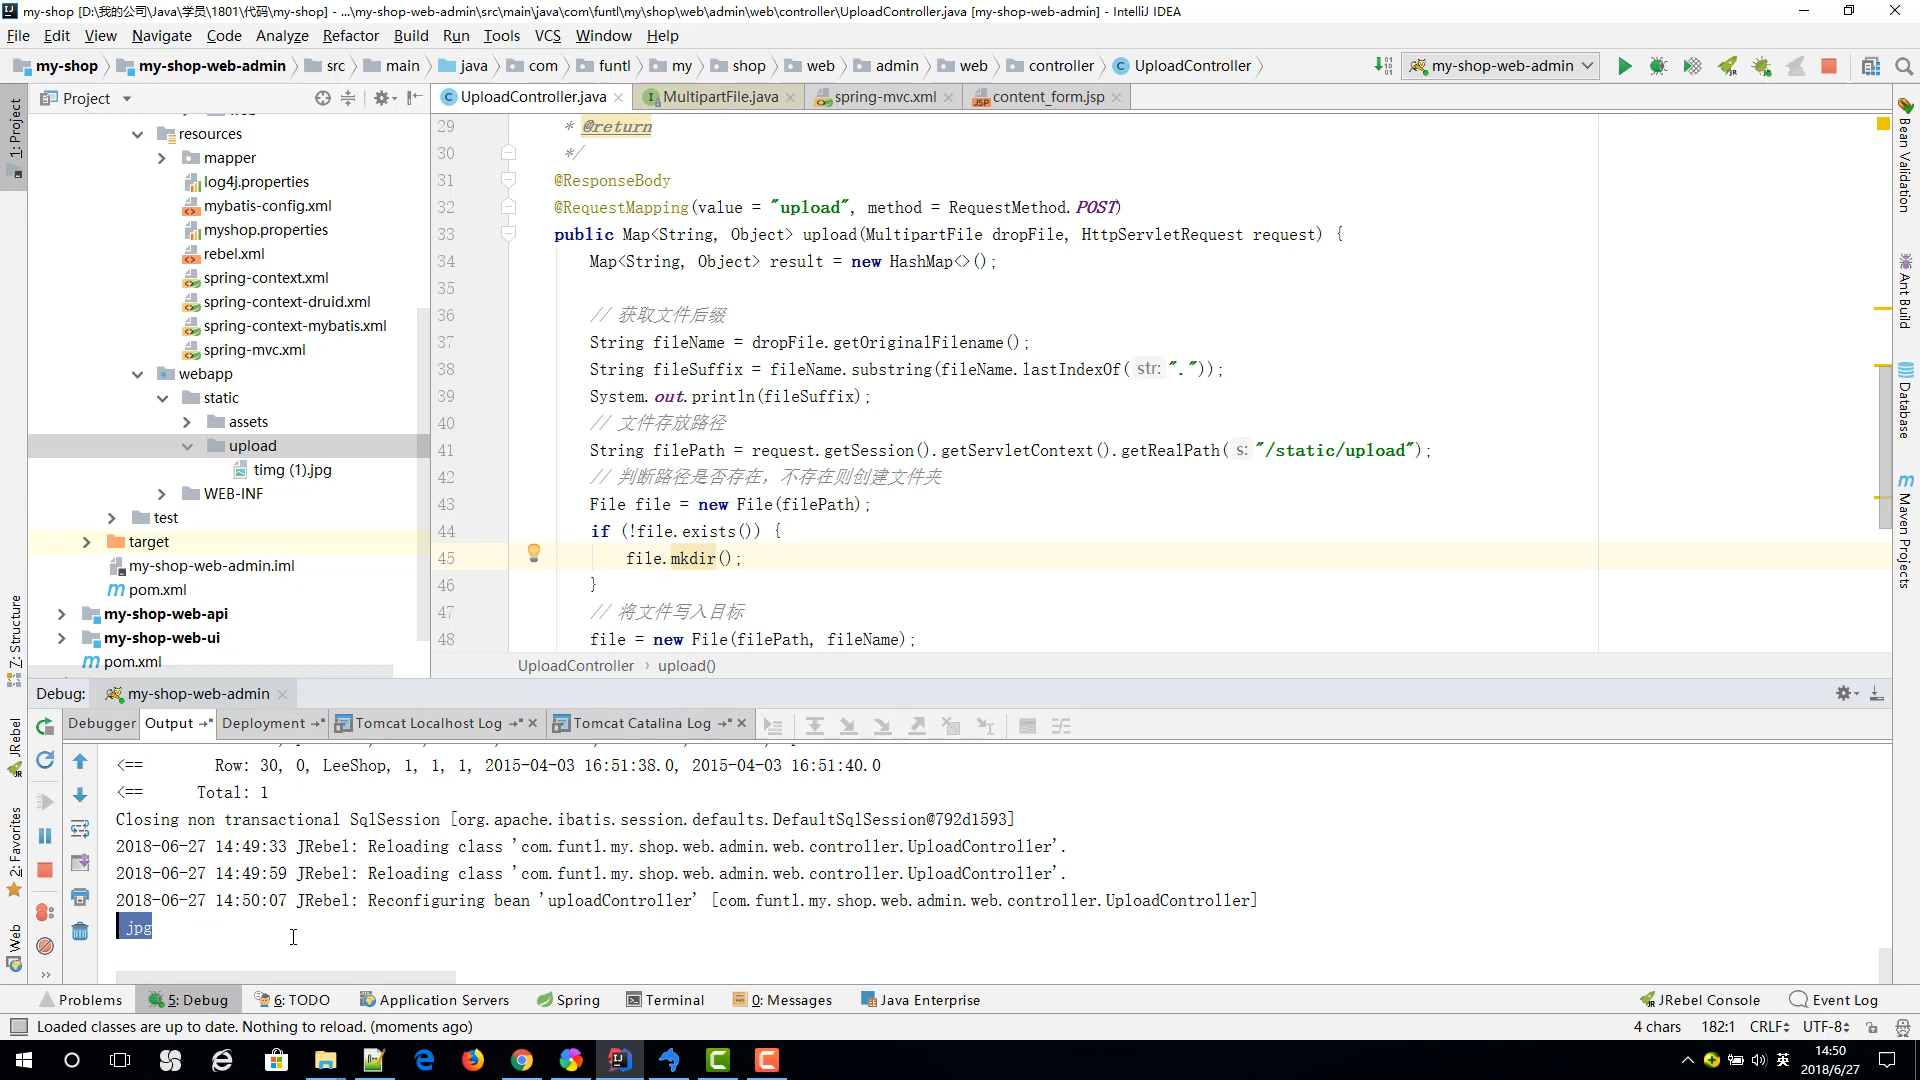 my-shop [D:\我的公司\Java\学员\1801\代码\my-shop] - ...\my-shop-web-admin\src\main\java\com\funtl\my\shop\web\admin\web\controller\UploadController.java [my-shop-web-admin] - IntelliJ IDEA
File Edit View Navigate Code Analyze Refactor Build Run Tools VCS Window Help
my-shop my-shop-web-admin src main java com funtl my shop web admin web controller UploadController my-shop-web-admin
Project UploadController.java MultipartFile.java spring-mvc.xml content_form.jsp
resources
mapper
log4j.properties
mybatis-config.xml
myshop.properties
rebel.xml
spring-context.xml
spring-context-druid.xml
spring-context-mybatis.xml
spring-mvc.xml
webapp
static
assets
upload
timg (1).jpg
WEB-INF
test
target
my-shop-web-admin.iml
pom.xml
my-shop-web-api
my-shop-web-ui
pom.xml
29 * @return
30 */
31 @ResponseBody
32 @RequestMapping(value = "upload", method = RequestMethod.POST)
33 public Map<String, Object> upload(MultipartFile dropFile, HttpServletRequest request) {
34 Map<String, Object> result = new HashMap<>();
35
36 // 获取文件后缀
37 String fileName = dropFile.getOriginalFilename();
38 String fileSuffix = fileName.substring(fileName.lastIndexOf( str: "."));
39 System.out.println(fileSuffix);
40 // 文件存放路径
41 String filePath = request.getSession().getServletContext().getRealPath( s: "/static/upload");
42 // 判断路径是否存在，不存在则创建文件夹
43 File file = new File(filePath);
44 if (!file.exists()) {
45 file.mkdir();
46 }
47 // 将文件写入目标
48 file = new File(filePath, fileName);
UploadController › upload()
1: Project
7: Structure
JRebel
2: Favorites
Web
Bean Validation
Ant Build
Database
Maven Projects
Debug: my-shop-web-admin
Debugger Output Deployment Tomcat Localhost Log Tomcat Catalina Log
<== Row: 30, 0, LeeShop, 1, 1, 1, 2015-04-03 16:51:38.0, 2015-04-03 16:51:40.0
<== Total: 1
Closing non transactional SqlSession [org.apache.ibatis.session.defaults.DefaultSqlSession@792d1593]
2018-06-27 14:49:33 JRebel: Reloading class 'com.funtl.my.shop.web.admin.web.controller.UploadController'.
2018-06-27 14:49:59 JRebel: Reloading class 'com.funtl.my.shop.web.admin.web.controller.UploadController'.
2018-06-27 14:50:07 JRebel: Reconfiguring bean 'uploadController' [com.funtl.my.shop.web.admin.web.controller.UploadController]
.jpg
Problems 5: Debug 6: TODO Application Servers Spring Terminal 0: Messages Java Enterprise JRebel Console Event Log
Loaded classes are up to date. Nothing to reload. (moments ago) 4 chars 182:1 CRLF UTF-8
英 14:50
2018/6/27